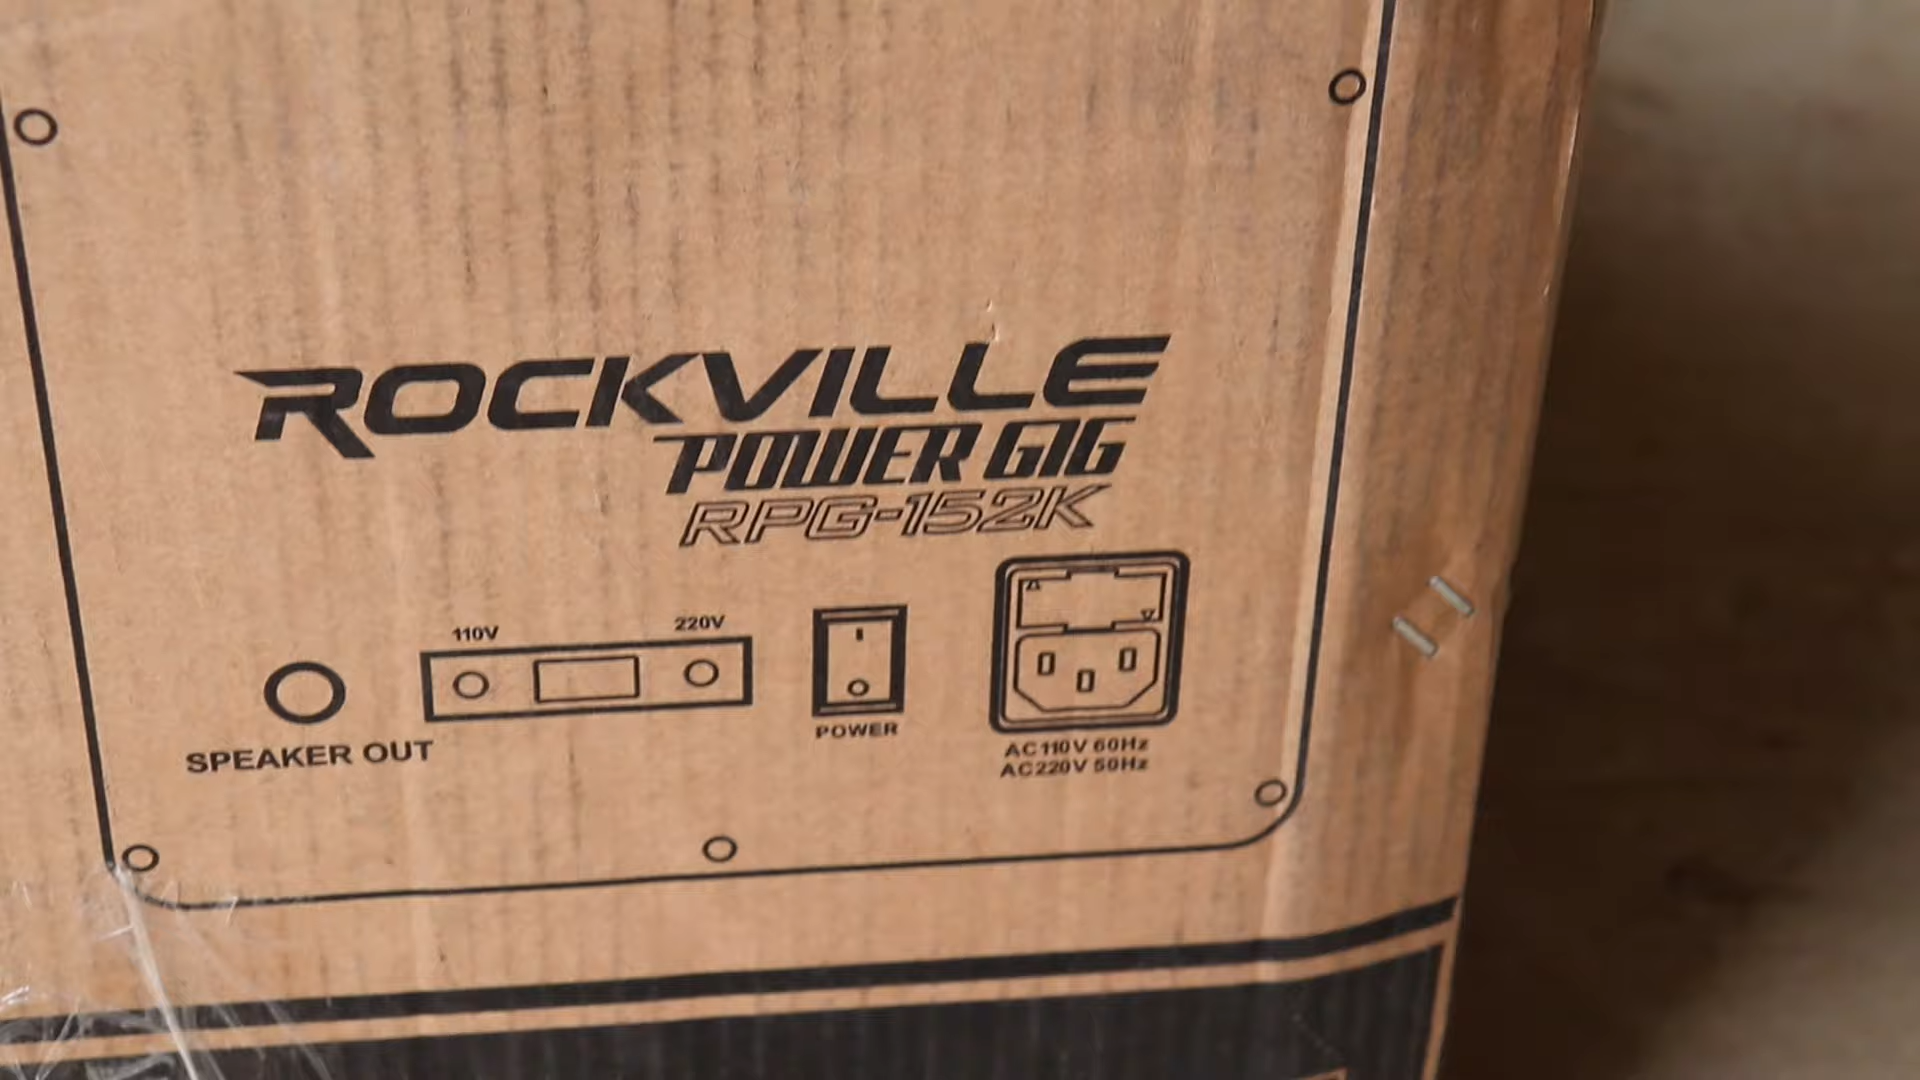 ROCKVILLE
POWER GIG
RPG-152K
110V 220V
SPEAKER OUT
POWER
AC110V 60Hz
AC220V 50Hz